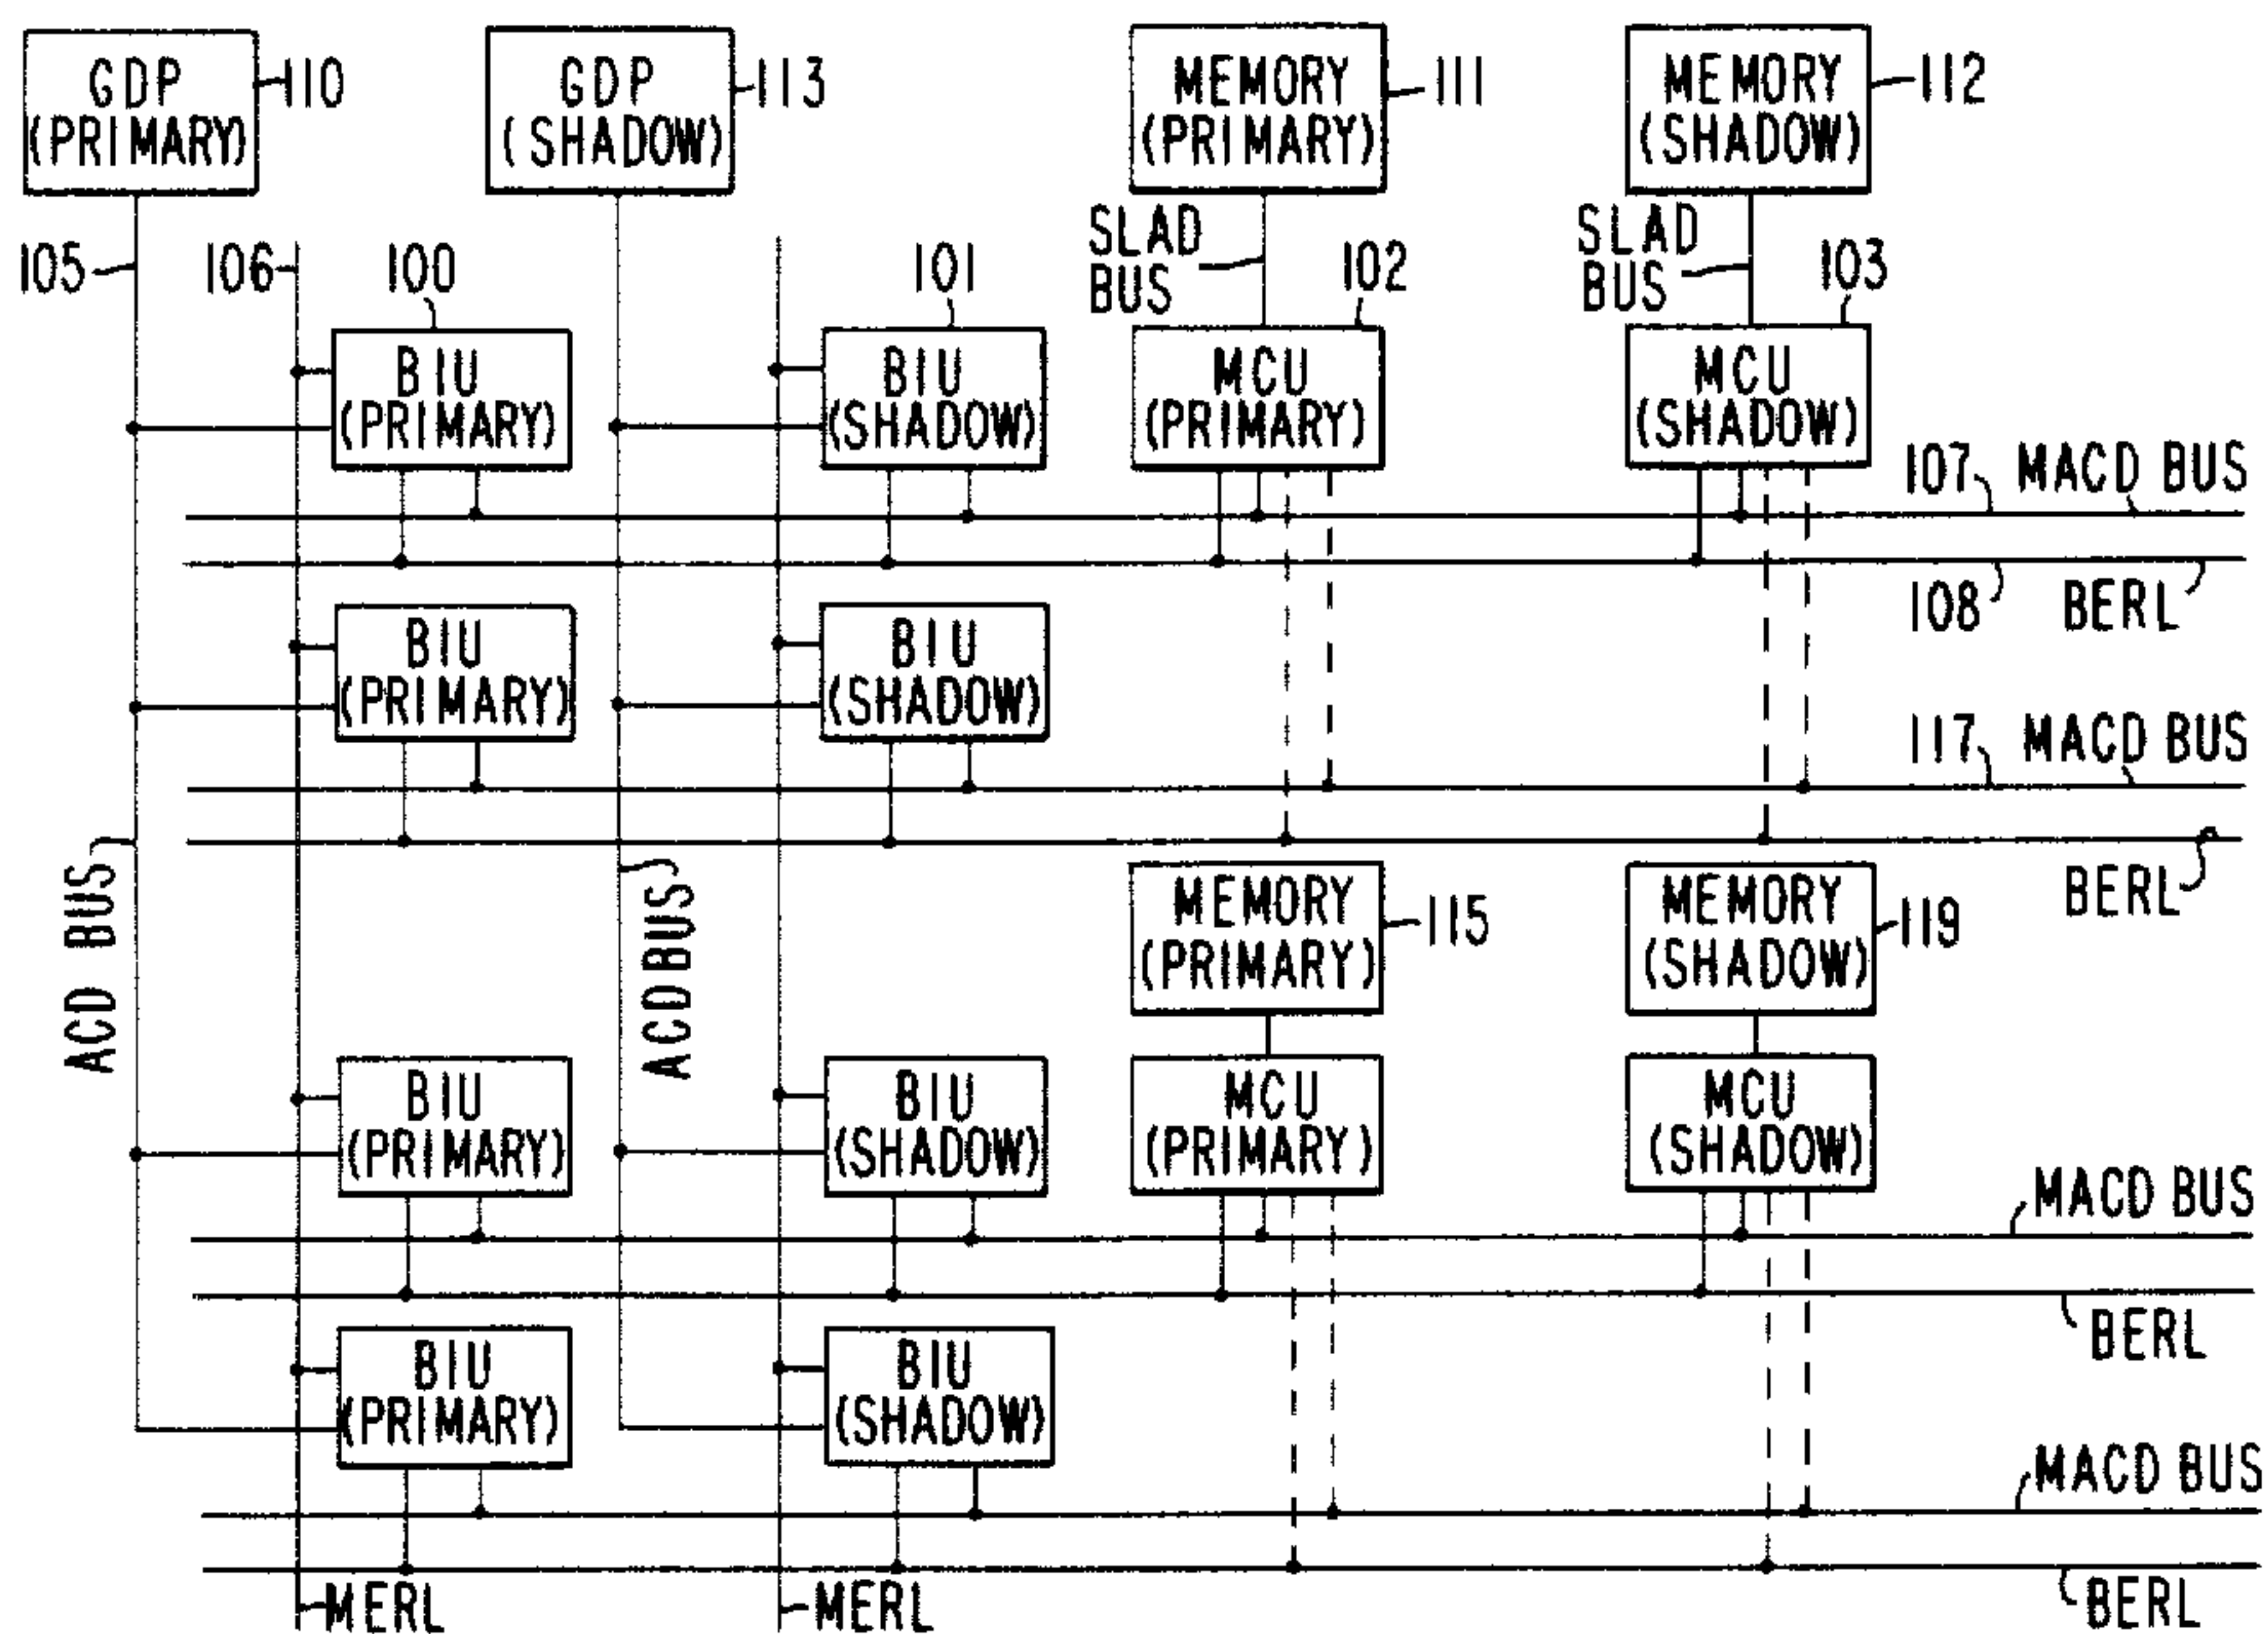 GDP
(PRIMARY)
110
GDP
(SHADOW)
113
MEMORY
(PRIMARY)
111
MEMORY
(SHADOW)
112
105
106
100
101
SLAD
BUS
102
SLAD
BUS
103
BIU
(PRIMARY)
BIU
(SHADOW)
MCU
(PRIMARY)
MCU
(SHADOW)
107 MACD BUS
108 BERL
BIU
(PRIMARY)
BIU
(SHADOW)
117 MACD BUS
BERL
ACD BUS
ACD BUS
MEMORY
(PRIMARY)
115
MEMORY
(SHADOW)
119
BIU
(PRIMARY)
BIU
(SHADOW)
MCU
(PRIMARY)
MCU
(SHADOW)
MACD BUS
BERL
BIU
(PRIMARY)
BIU
(SHADOW)
MACD BUS
BERL
MERL
MERL